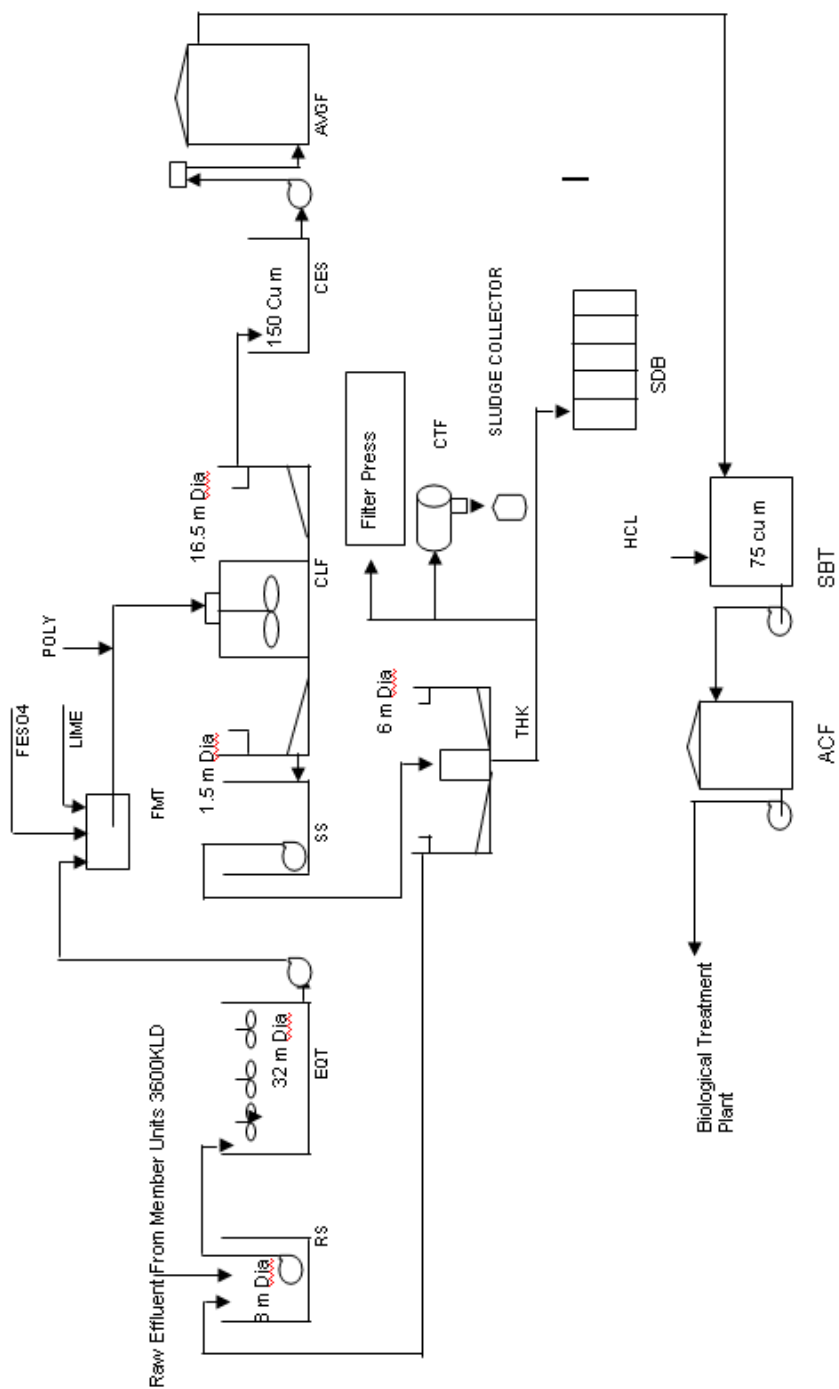 Raw Effluent From Member Units 3600KLD
FESO4
LIME
POLY
FMT
8 m Dia
RS
32 m Dia
EQT
1.5 m Dia
SS
16.5 m Dia
CLF
150 Cu m
CES
AVGF
6 m Dia
THK
Filter Press
CTF
SLUDGE COLLECTOR
SDB
HCL
75 cu m
SBT
ACF
Biological Treatment
Plant